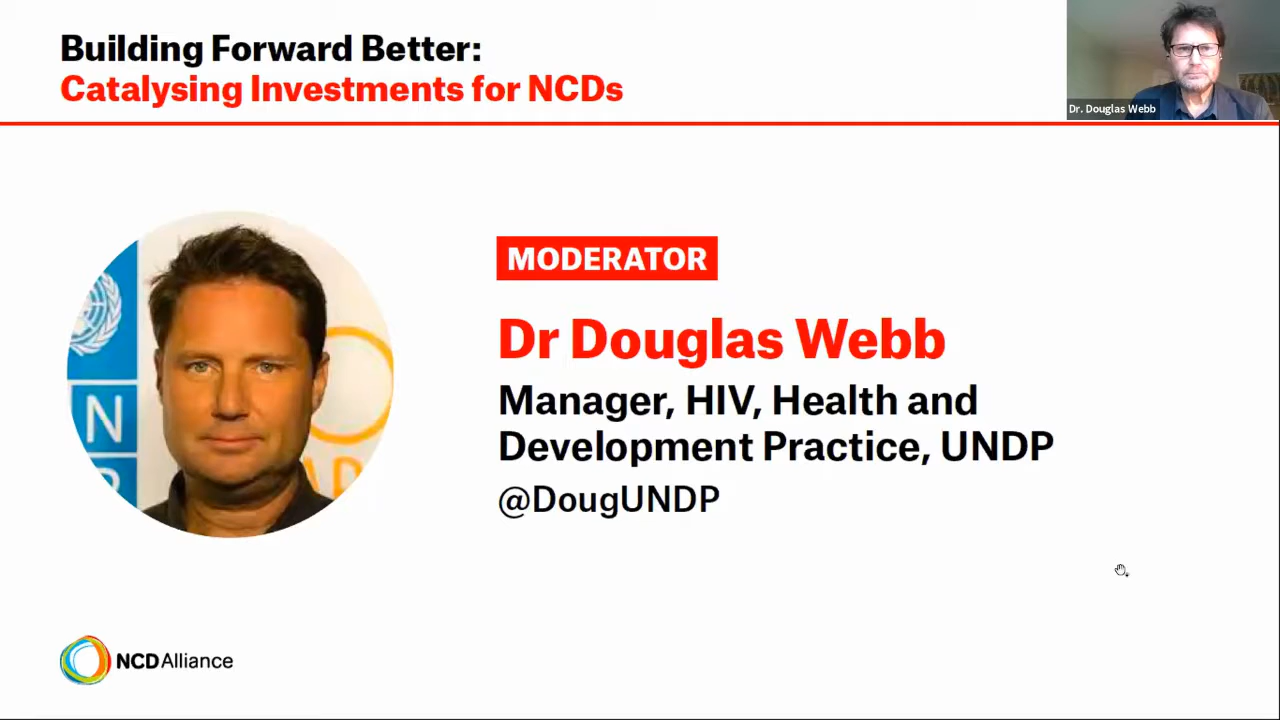 Building Forward Better:
Catalysing Investments for NCDs
Dr. Douglas Webb
MODERATOR
Dr Douglas Webb
Manager, HIV, Health and
Development Practice, UNDP
@DougUNDP
N
NCDAlliance